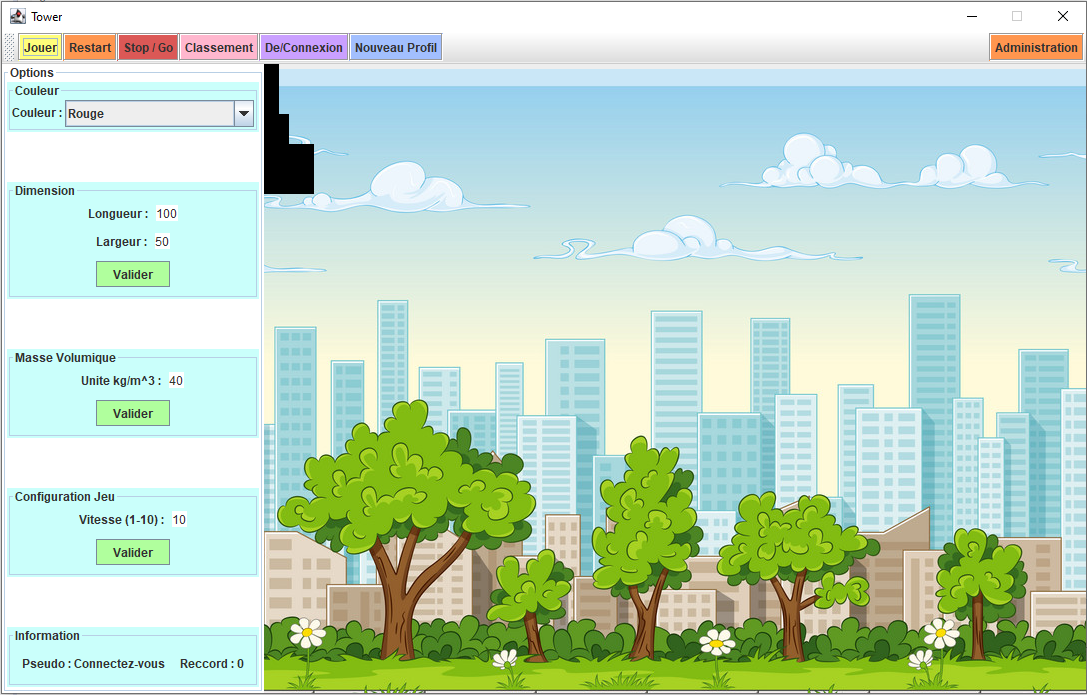 Tower
Jouer Restart Stop / Go Classement De/Connexion Nouveau Profil Administration
Options
Couleur
Couleur : Rouge
Dimension
Longueur : 100
Largeur : 50
Valider
Masse Volumique
Unite kg/m^3 : 40
Valider
Configuration Jeu
Vitesse (1-10) : 10
Valider
Information
Pseudo : Connectez-vous Reccord : 0